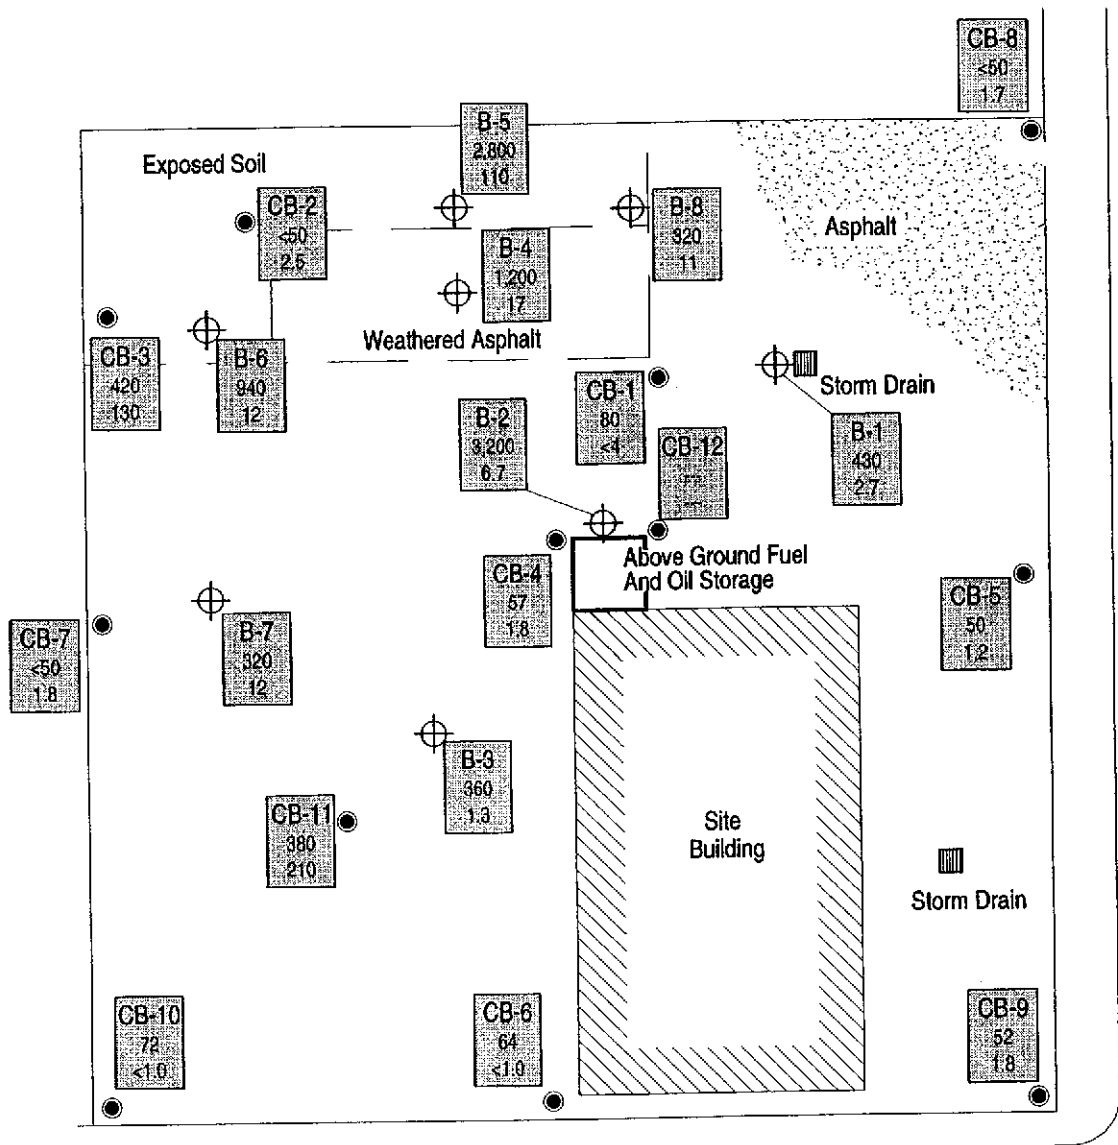 CB-8
<50
1.7
B-5
2,800
110
Exposed Soil
CB-2
<50
2.5
B-8
320
11
Asphalt
B-4
1,200
17
Weathered Asphalt
CB-3
420
130
B-6
940
12
CB-1
80
<1
Storm Drain
B-2
3,200
6.7
B-1
430
2.7
CB-12
--
--
Above Ground Fuel
And Oil Storage
CB-4
57
1.8
CB-5
50
1.2
CB-7
<50
1.8
B-7
320
12
B-3
360
1.3
CB-11
380
210
Site
Building
Storm Drain
CB-10
72
<1.0
CB-6
64
<1.0
CB-9
52
1.8